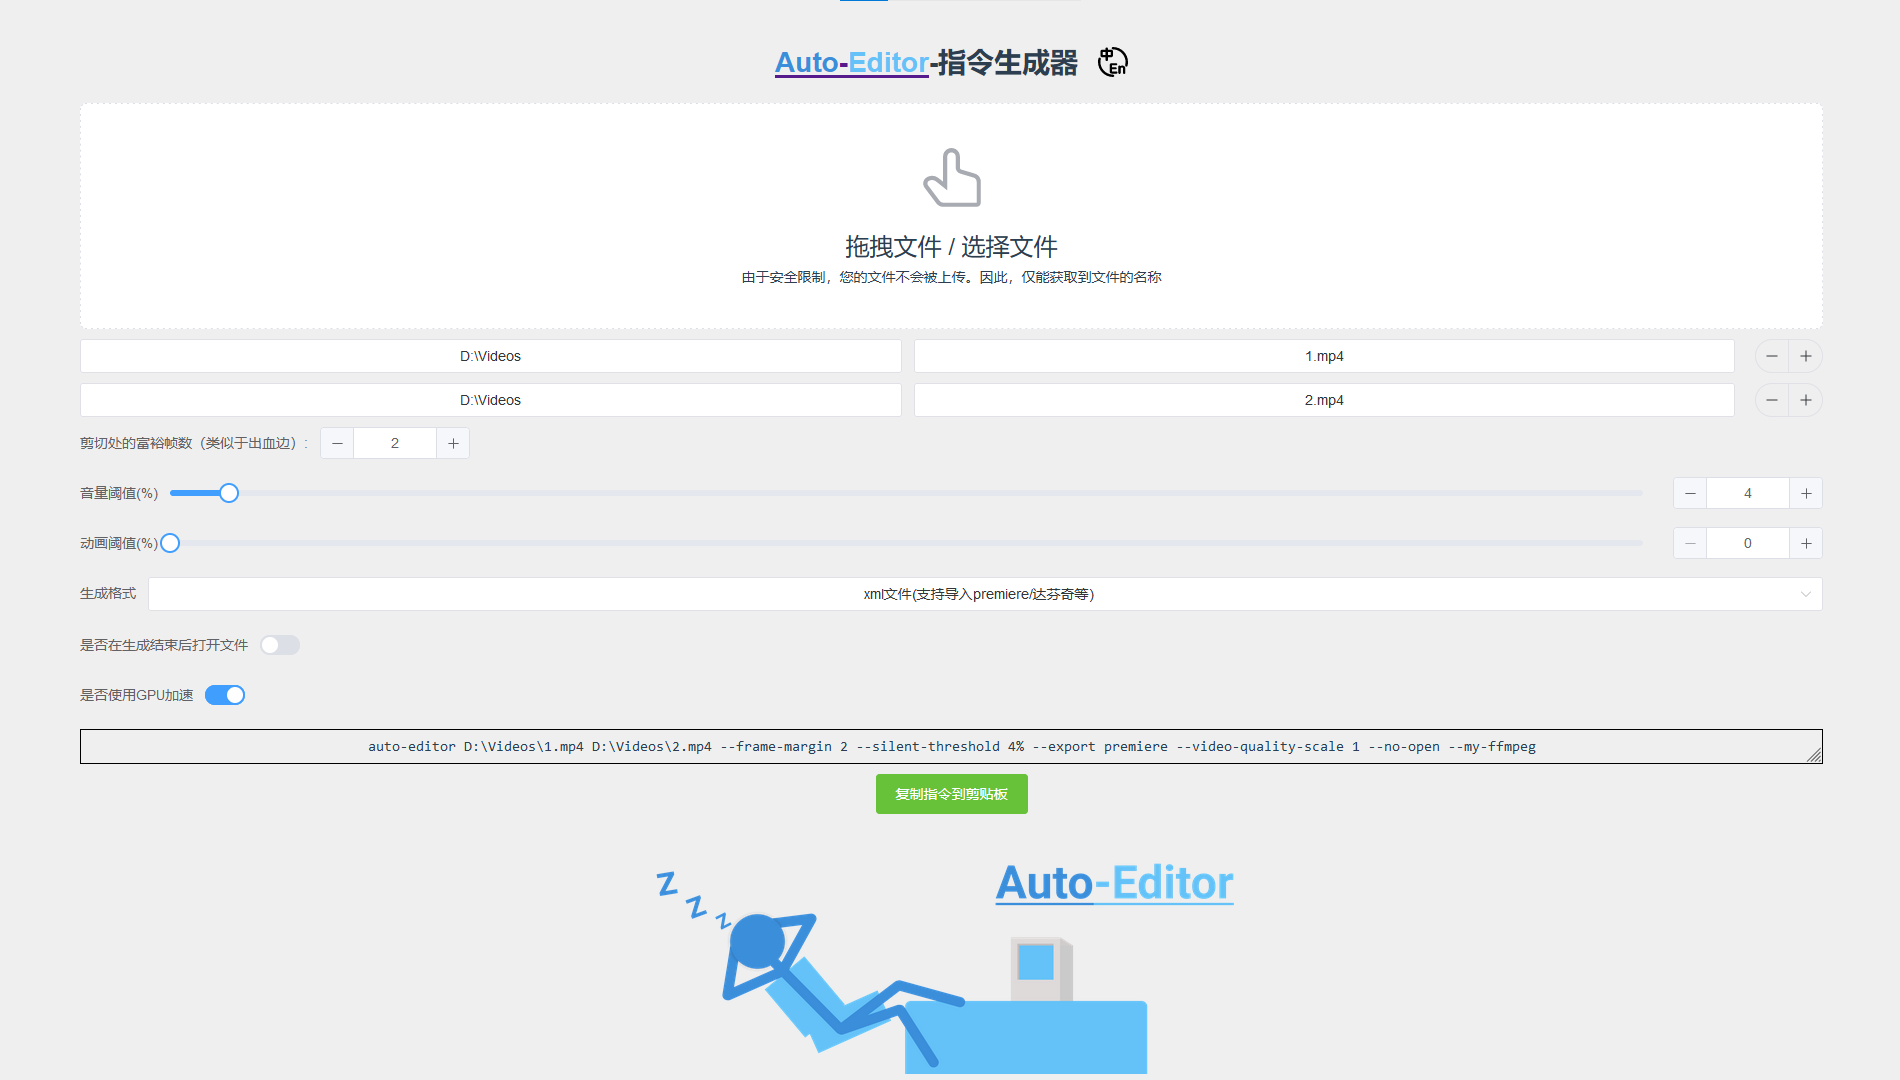 Auto-Editor-指令生成器
中En
拖拽文件 / 选择文件
由于安全限制，您的文件不会被上传。因此，仅能获取到文件的名称
D:\Videos 1.mp4
D:\Videos 2.mp4
剪切处的富裕帧数（类似于出血边）: 2
音量阈值(%) 4
动画阈值(%) 0
生成格式 xml文件(支持导入premiere/达芬奇等)
是否在生成结束后打开文件
是否使用GPU加速
auto-editor D:\Videos\1.mp4 D:\Videos\2.mp4 --frame-margin 2 --silent-threshold 4% --export premiere --video-quality-scale 1 --no-open --my-ffmpeg
复制指令到剪贴板
Z
Z
Z
Auto-Editor